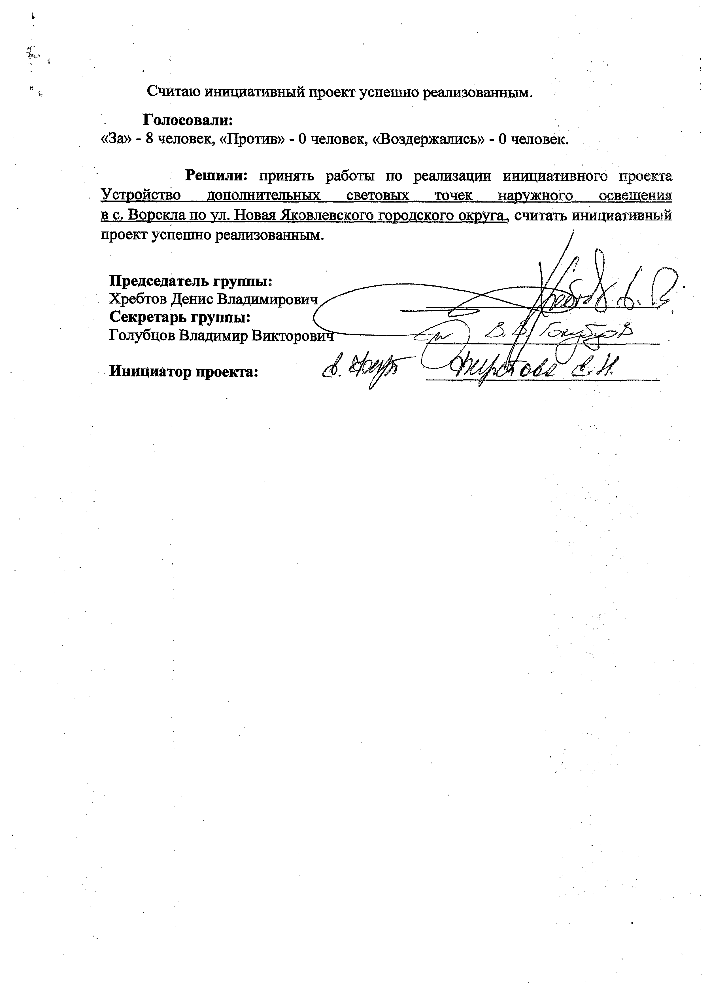 Считаю инициативный проект успешно реализованным.
Голосовали:
«За» - 8 человек, «Против» - 0 человек, «Воздержались» - 0 человек.
Решили: принять работы по реализации инициативного проекта
Устройство дополнительных световых точек наружного освещения
в с. Ворскла по ул. Новая Яковлевского городского округа, считать инициативный
проект успешно реализованным.
Председатель группы:
Хребтов Денис Владимирович Хребтов Д. В.
Секретарь группы:
Голубцов Владимир Викторович В. В. Голубцов
Инициатор проекта: